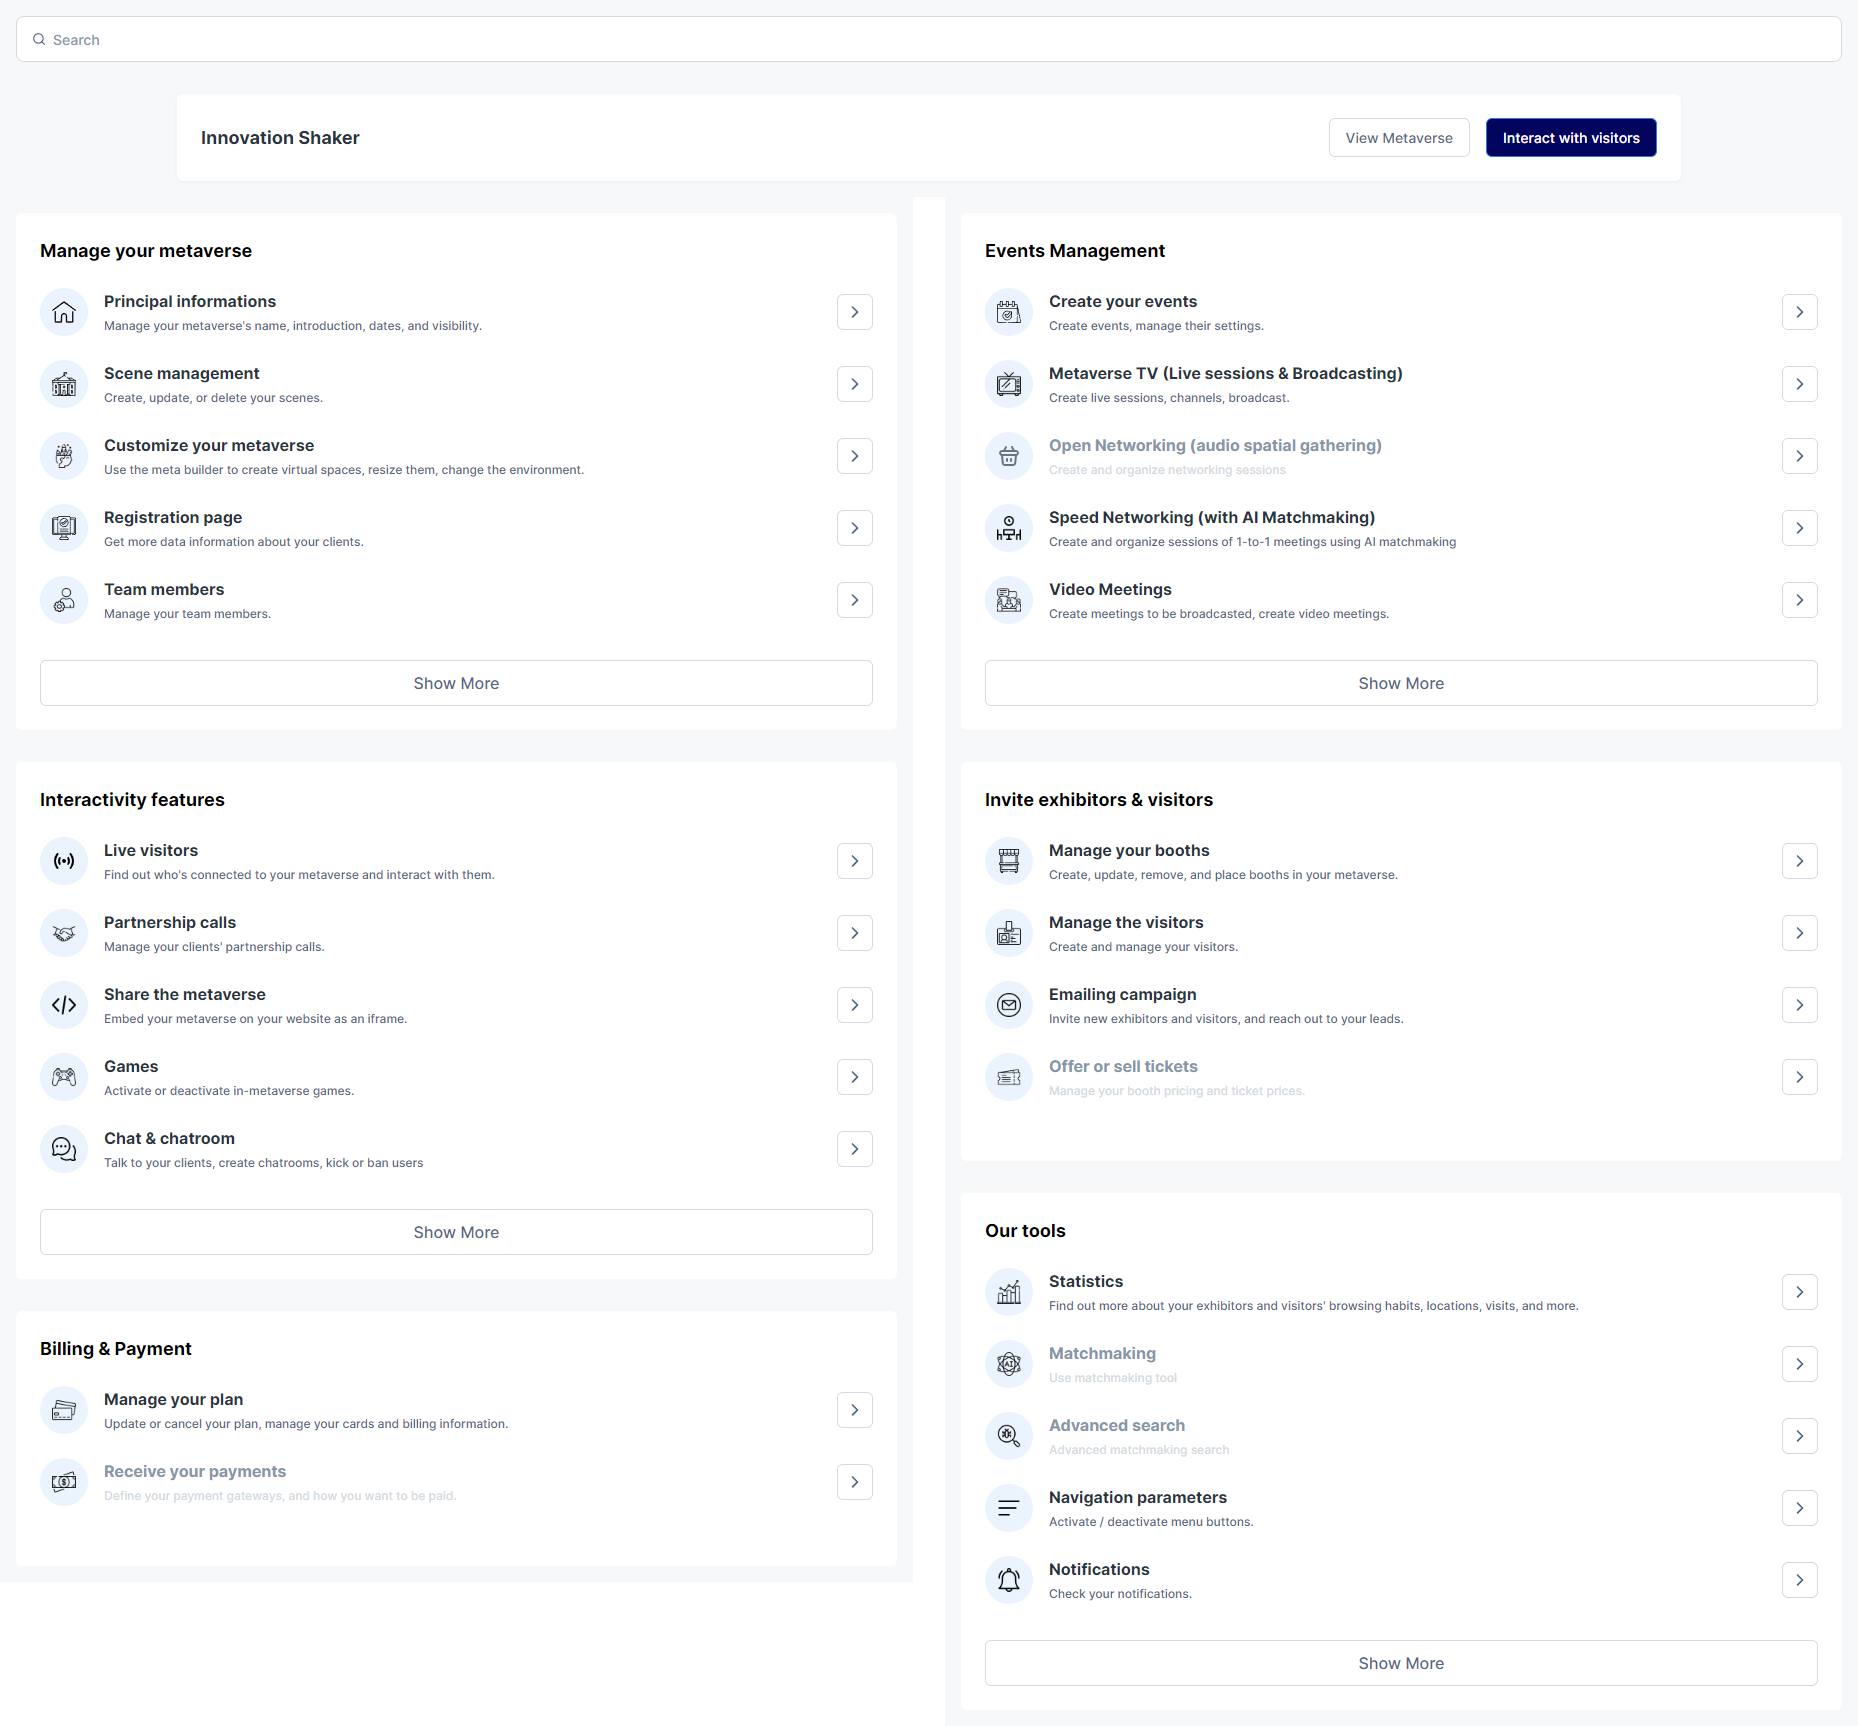 Search
Innovation Shaker
View Metaverse
Interact with visitors
Manage your metaverse
Principal informations
Manage your metaverse's name, introduction, dates, and visibility.
Scene management
Create, update, or delete your scenes.
Customize your metaverse
Use the meta builder to create virtual spaces, resize them, change the environment.
Registration page
Get more data information about your clients.
Team members
Manage your team members.
Show More
Events Management
Create your events
Create events, manage their settings.
Metaverse TV (Live sessions & Broadcasting)
Create live sessions, channels, broadcast.
Open Networking (audio spatial gathering)
Create and organize networking sessions
Speed Networking (with AI Matchmaking)
Create and organize sessions of 1-to-1 meetings using AI matchmaking
Video Meetings
Create meetings to be broadcasted, create video meetings.
Show More
Interactivity features
Live visitors
Find out who's connected to your metaverse and interact with them.
Partnership calls
Manage your clients' partnership calls.
Share the metaverse
Embed your metaverse on your website as an iframe.
Games
Activate or deactivate in-metaverse games.
Chat & chatroom
Talk to your clients, create chatrooms, kick or ban users
Show More
Invite exhibitors & visitors
Manage your booths
Create, update, remove, and place booths in your metaverse.
Manage the visitors
Create and manage your visitors.
Emailing campaign
Invite new exhibitors and visitors, and reach out to your leads.
Offer or sell tickets
Manage your booth pricing and ticket prices.
Billing & Payment
Manage your plan
Update or cancel your plan, manage your cards and billing information.
Receive your payments
Define your payment gateways, and how you want to be paid.
Our tools
Statistics
Find out more about your exhibitors and visitors' browsing habits, locations, visits, and more.
AI
Matchmaking
Use matchmaking tool
Advanced search
Advanced matchmaking search
Navigation parameters
Activate / deactivate menu buttons.
Notifications
Check your notifications.
Show More